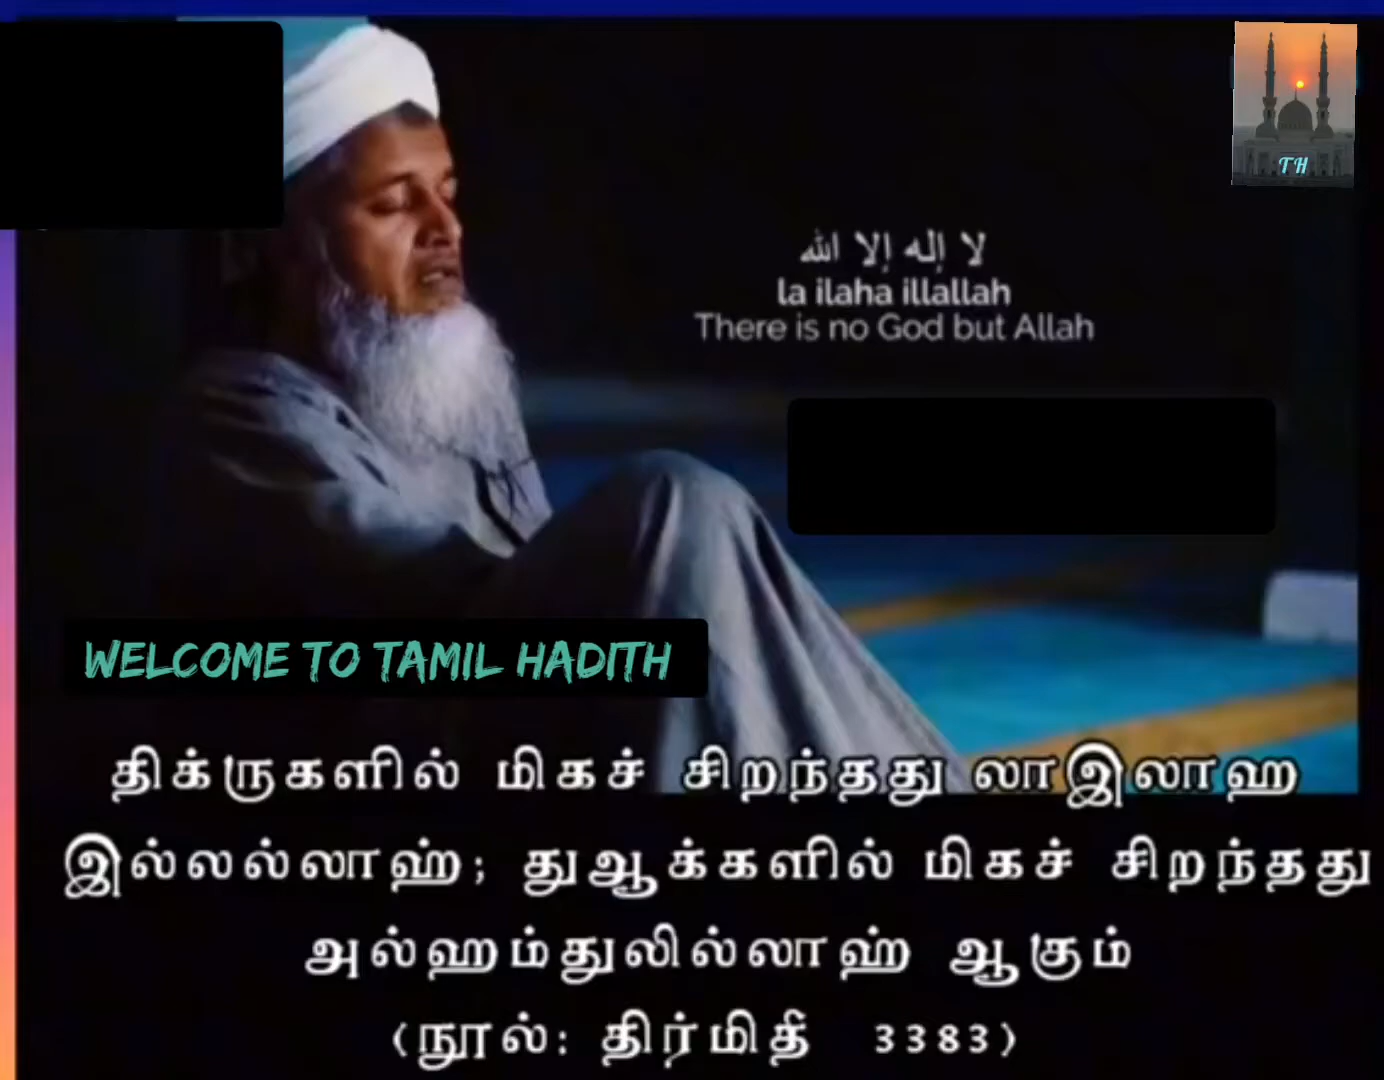 TH
لا إله إلا الله
la ilaha illallah
There is no God but Allah
WELCOME TO TAMIL HADITH
திக்ருகளில் மிகச் சிறந்தது லாஇலாஹ
இல்லல்லாஹ்; துஆக்களில் மிகச் சிறந்தது
அல்ஹம்துலில்லாஹ் ஆகும்
(நூல்: திர்மிதீ 3383)